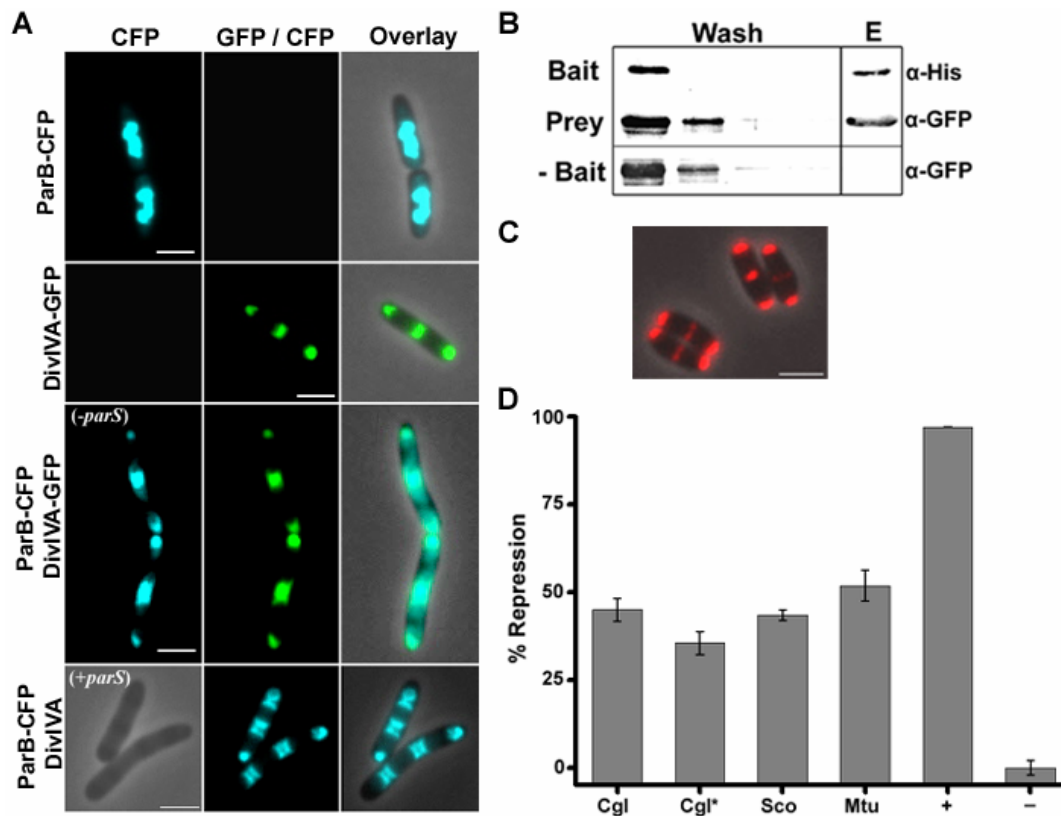 A
CFP GFP / CFP Overlay
ParB-CFP
DivIVA-GFP
(-parS)
ParB-CFP
DivIVA-GFP
(+parS)
ParB-CFP
DivIVA
B
Wash E
Bait α-His
Prey α-GFP
- Bait α-GFP
C
D
% Repression
100
75
50
25
0
Cgl Cgl* Sco Mtu + –